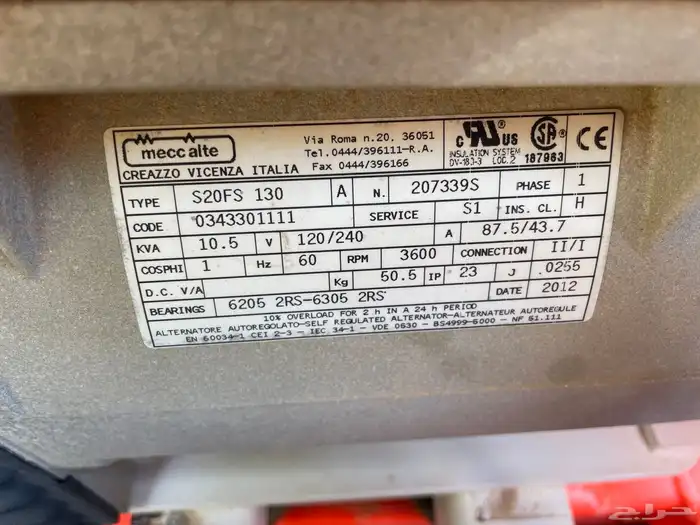 mecc alte
Via Roma n.20. 36051
Tel. 0444/396111-R.A.
CREAZZO VICENZA ITALIA Fax 0444/396166
c UR US
INSULATION SYSTEM
DV-183-3 LOC.2
SA 187963
CE
TYPE S20FS 130 A N. 207339S PHASE 1
CODE 0343301111 SERVICE S1 INS. CL. H
KVA 10.5 V 120/240 A 87.5/43.7
COSPHI 1 Hz 60 RPM 3600 CONNECTION II/I
D.C. V/A Kg 50.5 IP 23 J .0255
BEARINGS 6205 2RS-6305 2RS DATE 2012
10% OVERLOAD FOR 2 h IN A 24 h PERIOD
ALTERNATORE AUTOREGOLATO-SELF REGULATED ALTERNATOR-ALTERNATEUR AUTOREGULE
EN 60034-1 CEI 2-3 - IEC 34-1 - VDE 0530 - BS4999-5000 - NF 51.111
حراج